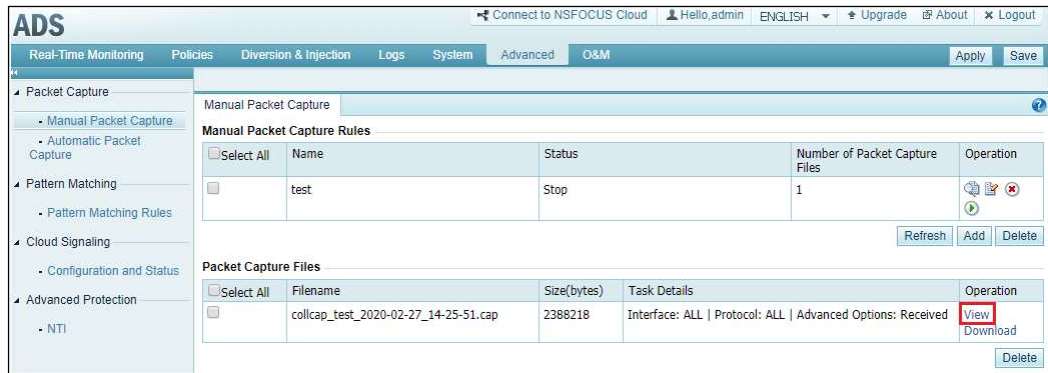 ADS
Connect to NSFOCUS Cloud Hello,admin ENGLISH Upgrade About Logout
Real-Time Monitoring Policies Diversion & Injection Logs System Advanced O&M Apply Save
Packet Capture
- Manual Packet Capture
- Automatic Packet
Capture
Pattern Matching
- Pattern Matching Rules
Cloud Signaling
- Configuration and Status
Advanced Protection
- NTI
Manual Packet Capture
Manual Packet Capture Rules
Select All Name Status Number of Packet Capture Operation
Files
test Stop 1
Refresh Add Delete
Packet Capture Files
Select All Filename Size(bytes) Task Details Operation
collcap_test_2020-02-27_14-25-51.cap 2388218 Interface: ALL | Protocol: ALL | Advanced Options: Received View
Download
Delete